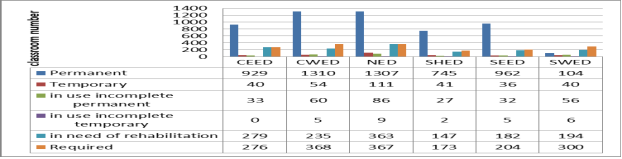 classroom number
1400
1200
1000
800
600
400
200
0
CEED CWED NED SHED SEED SWED
Permanent 929 1310 1307 745 962 104
Temporary 40 54 111 41 36 40
in use incomplete permanent 33 60 86 27 32 56
in use incomplete temporary 0 5 9 2 5 6
in need of rehabilitation 279 235 363 147 182 194
Required 276 368 367 173 204 300